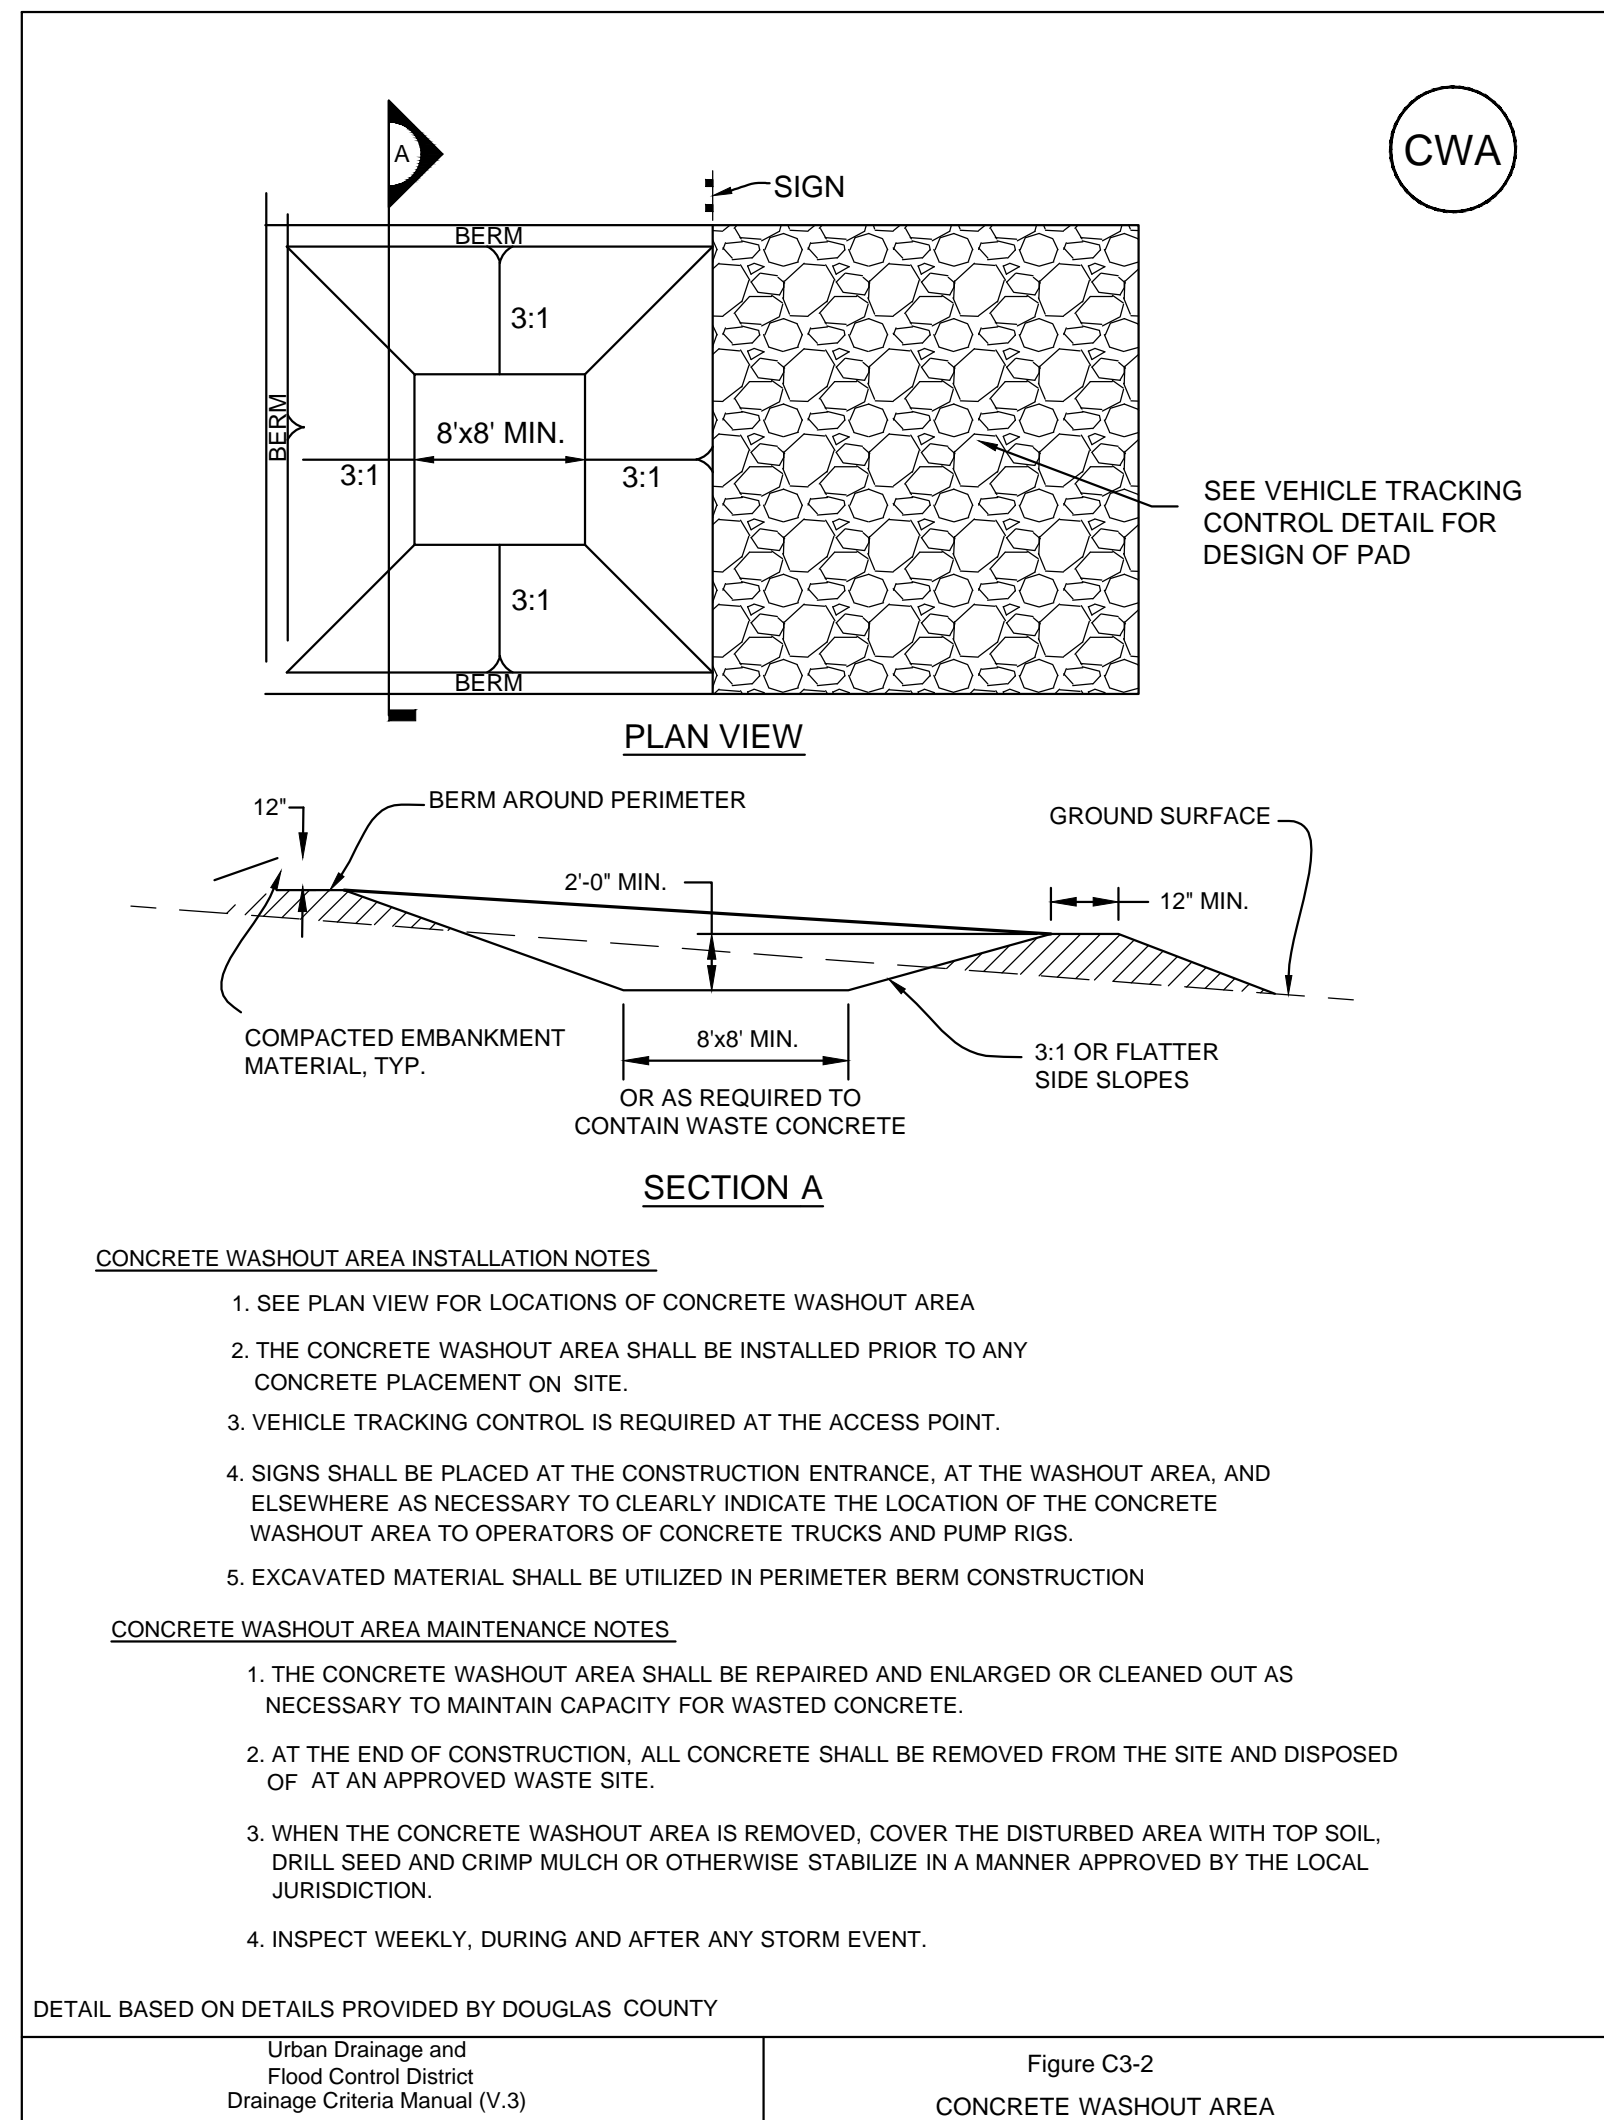 A
CWA
SIGN
BERM
3:1
BERM
8'x8' MIN.
3:1
3:1
SEE VEHICLE TRACKING
CONTROL DETAIL FOR
DESIGN OF PAD
3:1
BERM
PLAN VIEW
12"
BERM AROUND PERIMETER
GROUND SURFACE
2'-0" MIN.
12" MIN.
COMPACTED EMBANKMENT
MATERIAL, TYP.
8'x8' MIN.
3:1 OR FLATTER
SIDE SLOPES
OR AS REQUIRED TO
CONTAIN WASTE CONCRETE
SECTION A
CONCRETE WASHOUT AREA INSTALLATION NOTES
1. SEE PLAN VIEW FOR LOCATIONS OF CONCRETE WASHOUT AREA
2. THE CONCRETE WASHOUT AREA SHALL BE INSTALLED PRIOR TO ANY
CONCRETE PLACEMENT ON SITE.
3. VEHICLE TRACKING CONTROL IS REQUIRED AT THE ACCESS POINT.
4. SIGNS SHALL BE PLACED AT THE CONSTRUCTION ENTRANCE, AT THE WASHOUT AREA, AND
ELSEWHERE AS NECESSARY TO CLEARLY INDICATE THE LOCATION OF THE CONCRETE
WASHOUT AREA TO OPERATORS OF CONCRETE TRUCKS AND PUMP RIGS.
5. EXCAVATED MATERIAL SHALL BE UTILIZED IN PERIMETER BERM CONSTRUCTION
CONCRETE WASHOUT AREA MAINTENANCE NOTES
1. THE CONCRETE WASHOUT AREA SHALL BE REPAIRED AND ENLARGED OR CLEANED OUT AS
NECESSARY TO MAINTAIN CAPACITY FOR WASTED CONCRETE.
2. AT THE END OF CONSTRUCTION, ALL CONCRETE SHALL BE REMOVED FROM THE SITE AND DISPOSED
OF AT AN APPROVED WASTE SITE.
3. WHEN THE CONCRETE WASHOUT AREA IS REMOVED, COVER THE DISTURBED AREA WITH TOP SOIL,
DRILL SEED AND CRIMP MULCH OR OTHERWISE STABILIZE IN A MANNER APPROVED BY THE LOCAL
JURISDICTION.
4. INSPECT WEEKLY, DURING AND AFTER ANY STORM EVENT.
DETAIL BASED ON DETAILS PROVIDED BY DOUGLAS COUNTY
Urban Drainage and
Flood Control District
Drainage Criteria Manual (V.3)
Figure C3-2
CONCRETE WASHOUT AREA